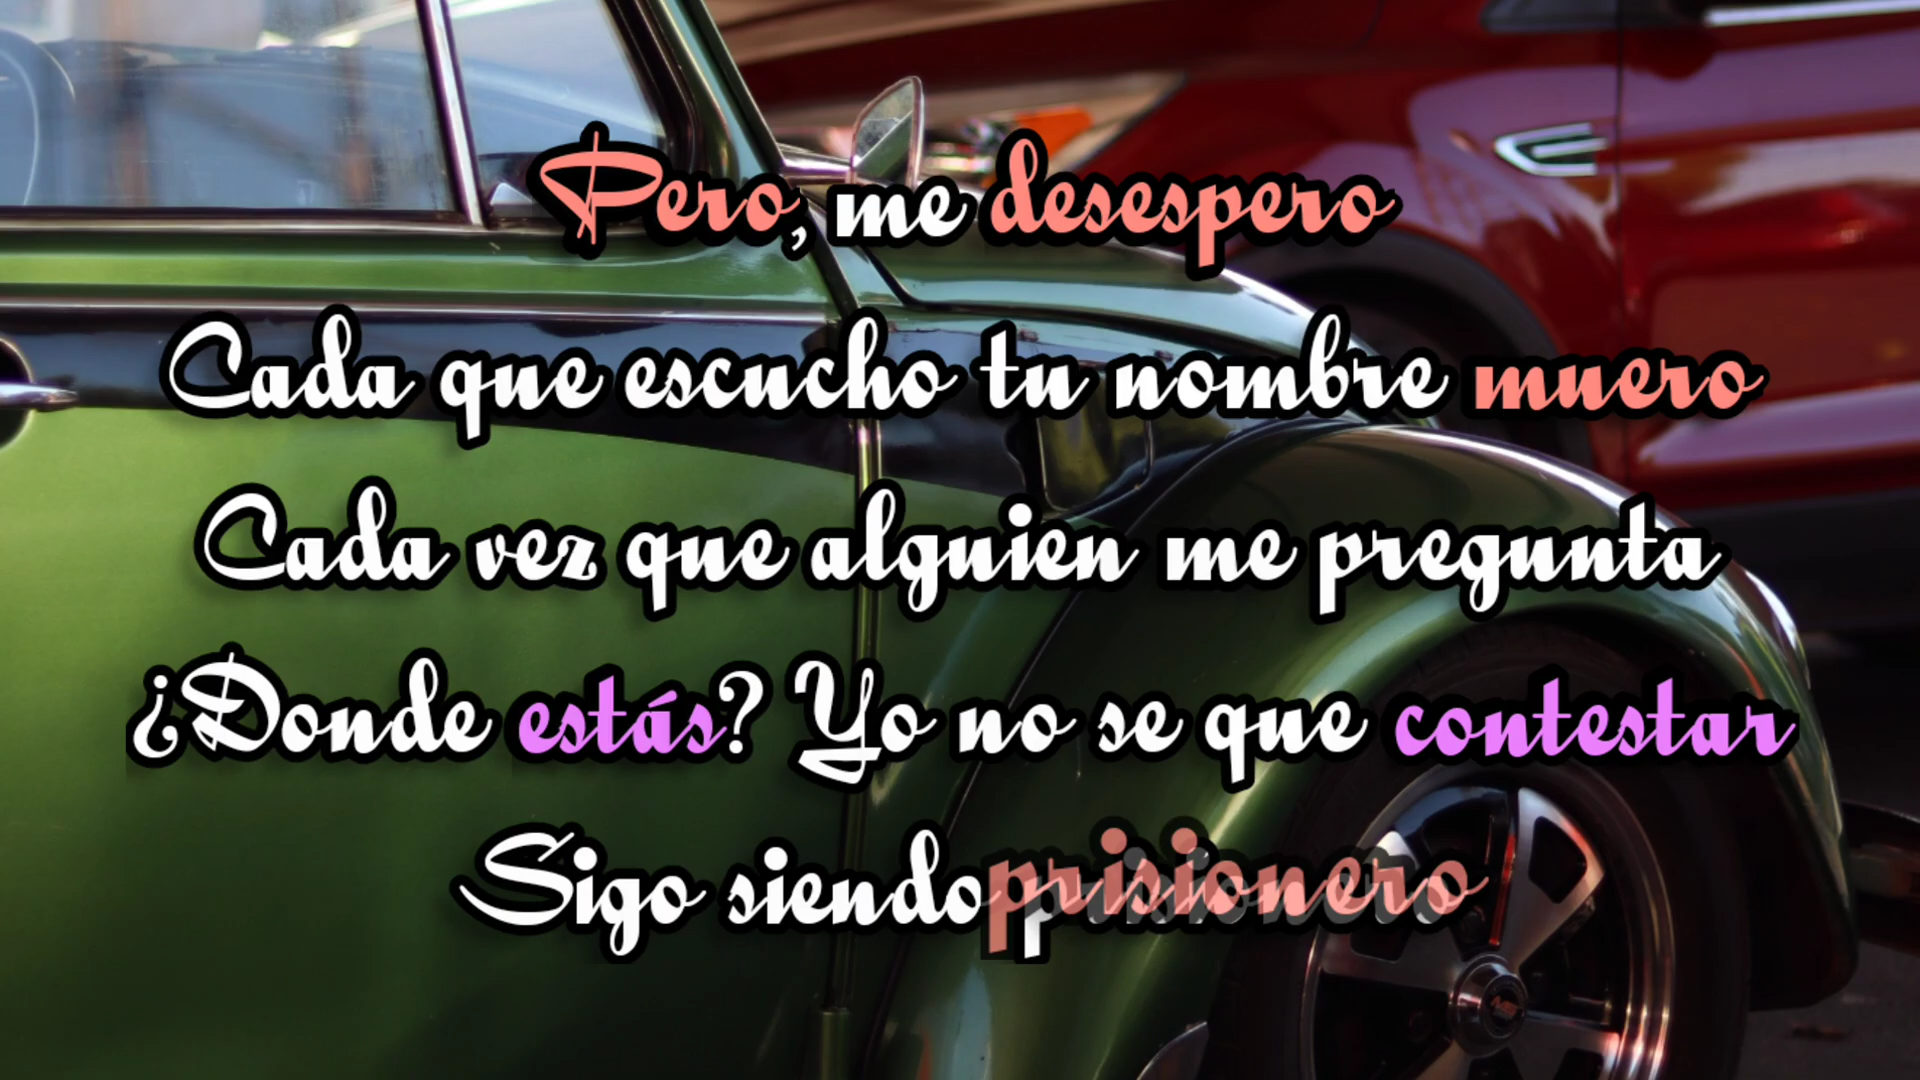 Pero, me desespero
Cada que escucho tu nombre muero
Cada vez que alguien me pregunta
¿Donde estás? Yo no se que contestar
Sigo siendo prisionero